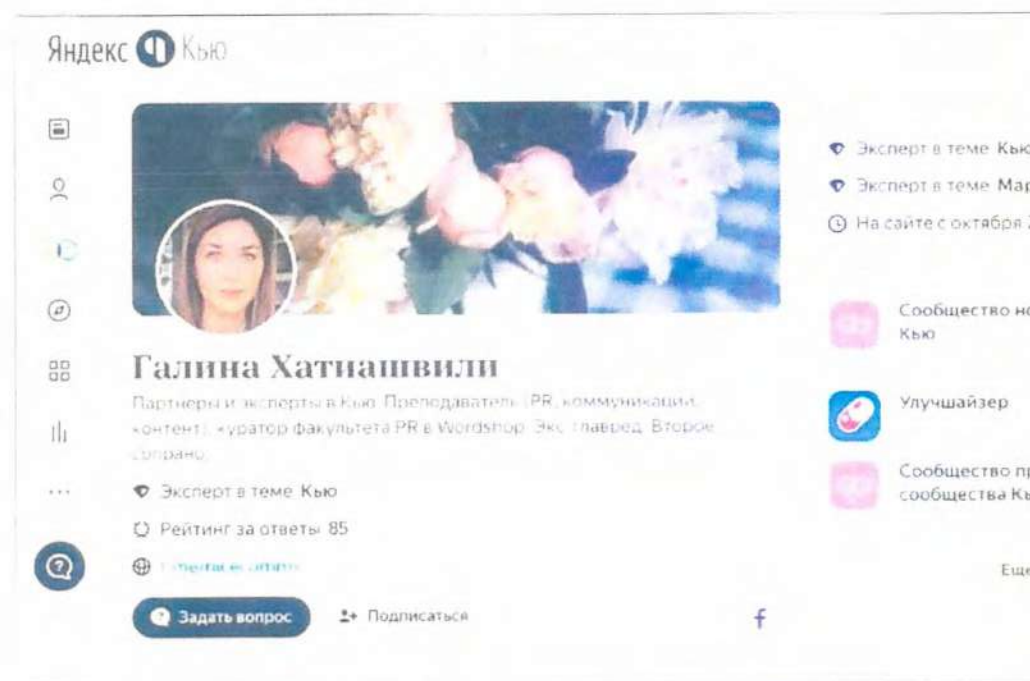 Яндекс Кью
Эксперт в теме Кью
Эксперт в теме Мар
На сайте с октября
Сообщество но
Кью
Улучшайзер
Сообщество пр
сообщества Кь
Еще
Галина Хатиашвили
Партнеры и эксперты в Кью. Преподаватель (PR, коммуникации,
контент), куратор факультета PR в Wordshop. Экс-главред. Второе
сопрано.
Эксперт в теме Кью
Рейтинг за ответы 85
Задать вопрос
Подписаться